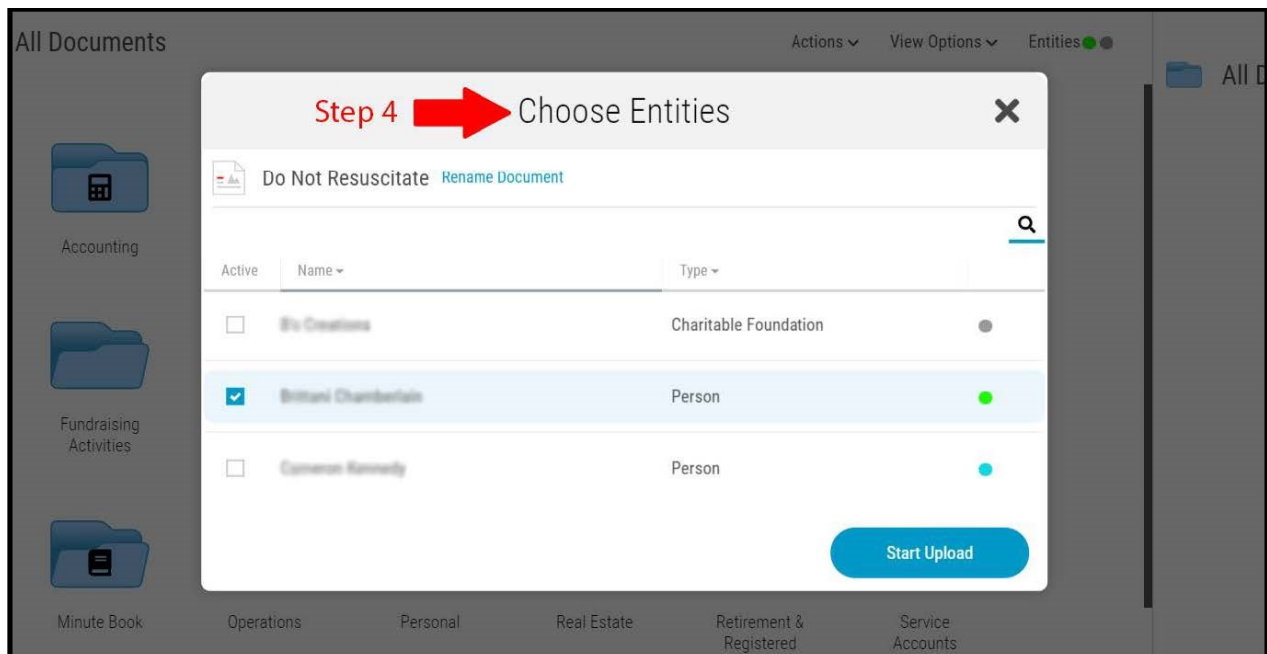 All Documents
Actions View Options Entities
All D
Step 4 Choose Entities
Do Not Resuscitate Rename Document
Active Name Type
Charitable Foundation
Person
Person
Start Upload
Accounting
Fundraising
Activities
Minute Book Operations Personal Real Estate Retirement &
Registered Service
Accounts